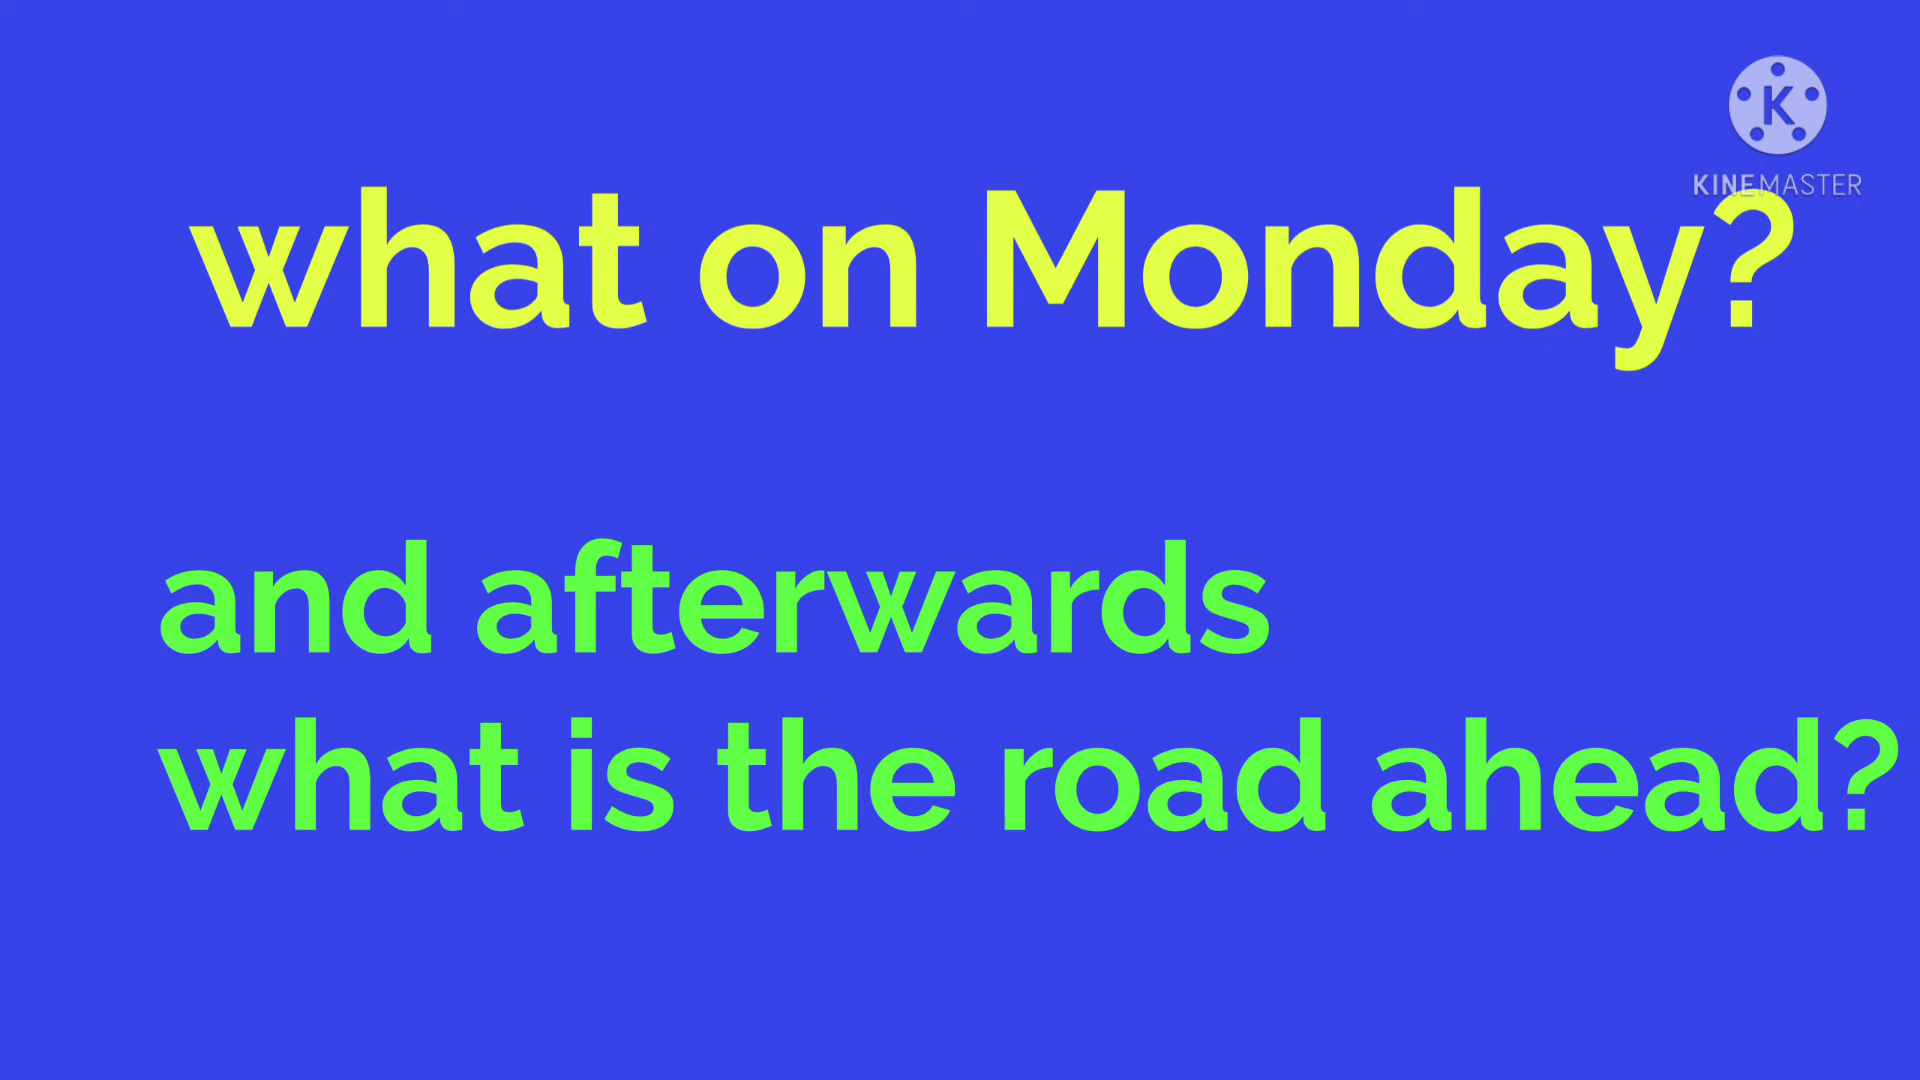 K
KINEMASTER
what on Monday?
and afterwards
what is the road ahead?